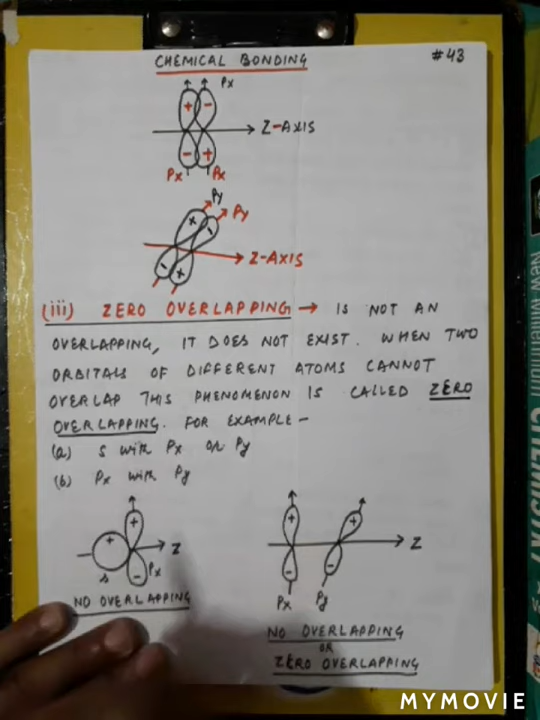 CHEMICAL BONDING #43
Px
+ -
Z-AXIS
- +
Px Px
Py
Py
+ -
Z-AXIS
- +
(iii) ZERO OVERLAPPING → IS NOT AN
OVERLAPPING, IT DOES NOT EXIST. WHEN TWO
ORBITALS OF DIFFERENT ATOMS CANNOT
OVERLAP THIS PHENOMENON IS CALLED ZERO
OVERLAPPING. FOR EXAMPLE -
(a) s with Px or Py
(b) Px with Py
+ +
Z
s - Px
NO OVERLAPPING
+ +
Z
- -
Px Py
NO OVERLAPPING
OR
ZERO OVERLAPPING
New
CHEMISTRY
MYMOVIE